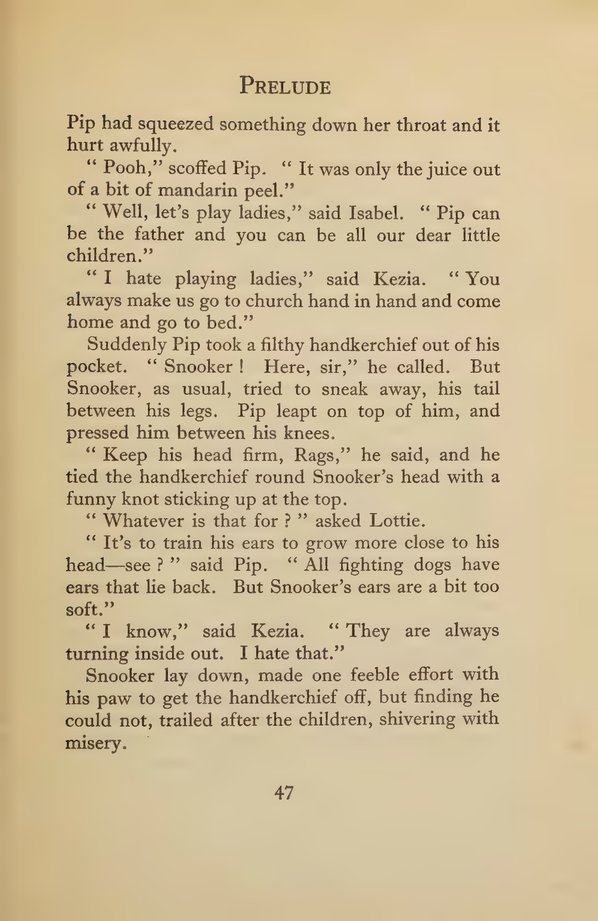 PRELUDE
Pip had squeezed something down her throat and it
hurt awfully.
“ Pooh,” scoffed Pip. “ It was only the juice out
of a bit of mandarin peel.”
“ Well, let’s play ladies,” said Isabel. “ Pip can
be the father and you can be all our dear little
children.”
“ I hate playing ladies,” said Kezia. “ You
always make us go to church hand in hand and come
home and go to bed.”
Suddenly Pip took a filthy handkerchief out of his
pocket. “ Snooker ! Here, sir,” he called. But
Snooker, as usual, tried to sneak away, his tail
between his legs. Pip leapt on top of him, and
pressed him between his knees.
“ Keep his head firm, Rags,” he said, and he
tied the handkerchief round Snooker’s head with a
funny knot sticking up at the top.
“ Whatever is that for ? ” asked Lottie.
“ It’s to train his ears to grow more close to his
head—see ? ” said Pip. “ All fighting dogs have
ears that lie back. But Snooker’s ears are a bit too
soft.”
“ I know,” said Kezia. “ They are always
turning inside out. I hate that.”
Snooker lay down, made one feeble effort with
his paw to get the handkerchief off, but finding he
could not, trailed after the children, shivering with
misery.
47